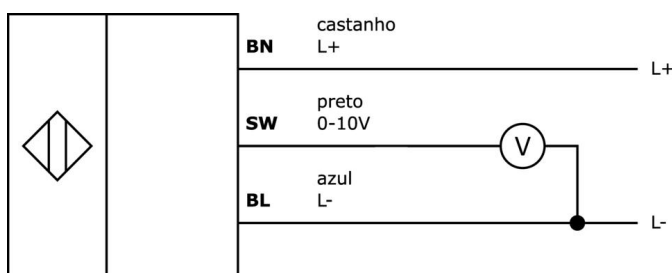 castanho
BN L+
L+
preto
SW 0-10V
V
azul
BL L-
L-